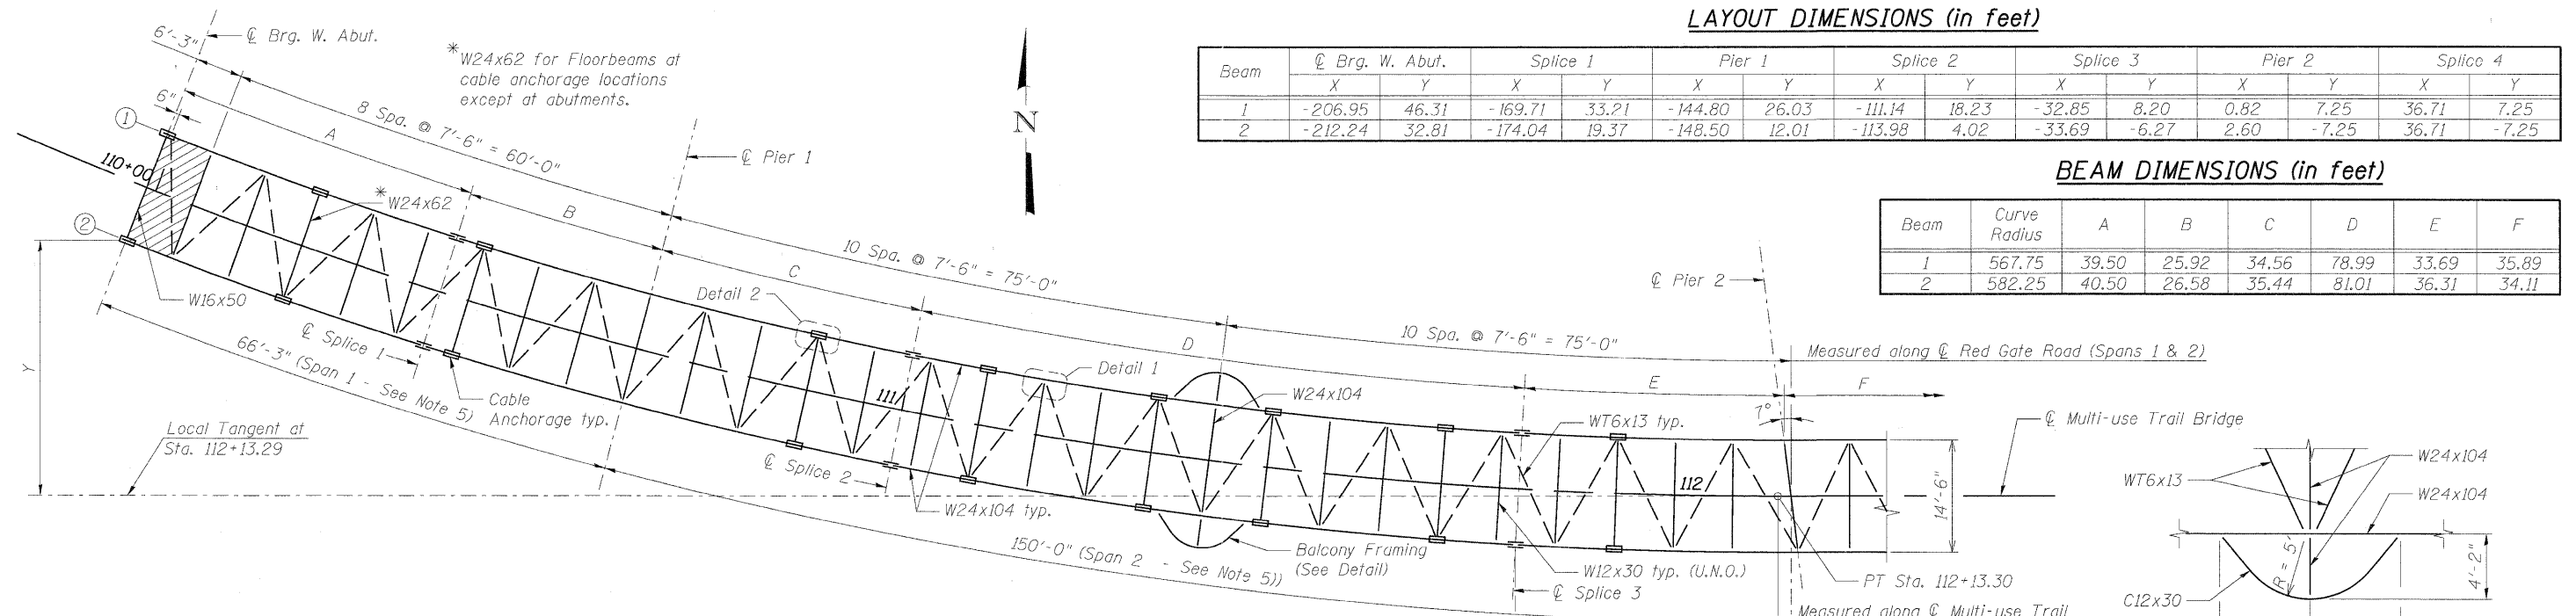 LAYOUT DIMENSIONS (in feet)
Beam ℄ Brg. W. Abut. Splice 1 Pier 1 Splice 2 Splice 3 Pier 2 Splice 4
X Y X Y X Y X Y X Y X Y X Y
1 -206.95 46.31 -169.71 33.21 -144.80 26.03 -111.14 18.23 -32.85 8.20 0.82 7.25 36.71 7.25
2 -212.24 32.81 -174.04 19.37 -148.50 12.01 -113.98 4.02 -33.69 -6.27 2.60 -7.25 36.71 -7.25
BEAM DIMENSIONS (in feet)
Beam Curve Radius A B C D E F
1 567.75 39.50 25.92 34.56 78.99 33.69 35.89
2 582.25 40.50 26.58 35.44 81.01 36.31 34.11
6'-3"
℄ Brg. W. Abut.
*W24x62 for Floorbeams at
cable anchorage locations
except at abutments.
N
6"
8 Spa. @ 7'-6" = 60'-0"
A
℄ Pier 1
1
110+00
*
W24x62
2
B
10 Spa. @ 7'-6" = 75'-0"
C
℄ Pier 2
W16x50
Detail 2
10 Spa. @ 7'-6" = 75'-0"
℄ Splice 1
D
Measured along ℄ Red Gate Road (Spans 1 & 2)
66'-3" (Span 1 - See Note 5)
Y
Detail 1
E
F
Cable
Anchorage typ.
111
W24x104
7°
WT6x13 typ.
℄ Multi-use Trail Bridge
Local Tangent at
Sta. 112+13.29
℄ Splice 2
W24x104
WT6x13
W24x104
112
14'-6"
W24x104 typ.
150'-0" (Span 2 - See Note 5))
Balcony Framing
(See Detail)
W12x30 typ. (U.N.O.)
PT Sta. 112+13.30
℄ Splice 3
R = 5'
4'-2"
C12x30
Measured along ℄ Multi-use Trail